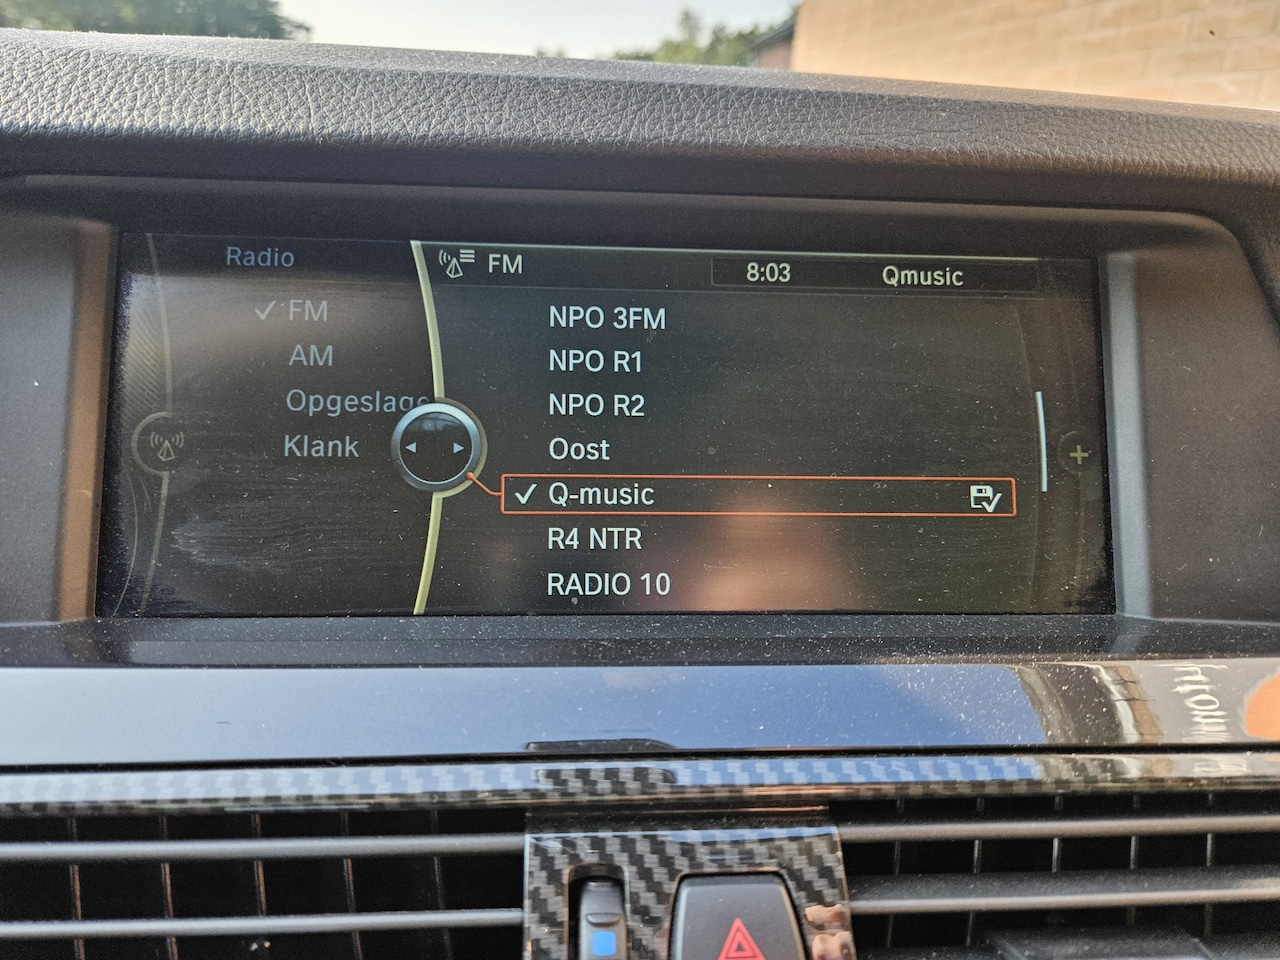 Radio
FM
8:03
Qmusic
FM
AM
Opgeslage
Klank
NPO 3FM
NPO R1
NPO R2
Oost
Q-music
R4 NTR
RADIO 10